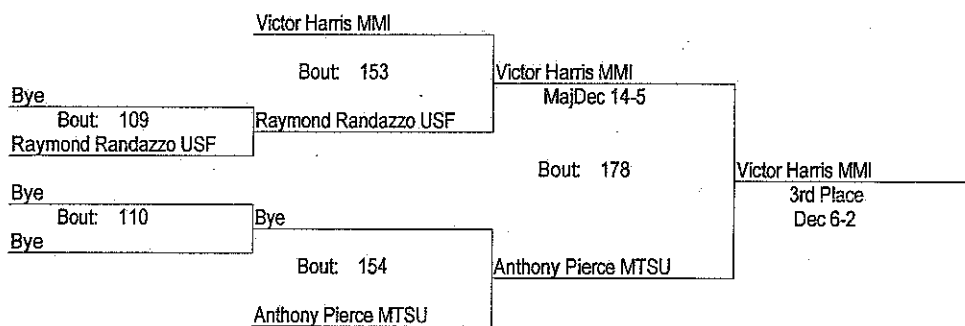 Victor Harris MMI
Bout: 153
Victor Harris MMI
MajDec 14-5
Bye
Bout: 109
Raymond Randazzo USF
Raymond Randazzo USF
Bout: 178
Victor Harris MMI
3rd Place
Dec 6-2
Bye
Bout: 110
Bye
Bye
Bout: 154
Anthony Pierce MTSU
Anthony Pierce MTSU